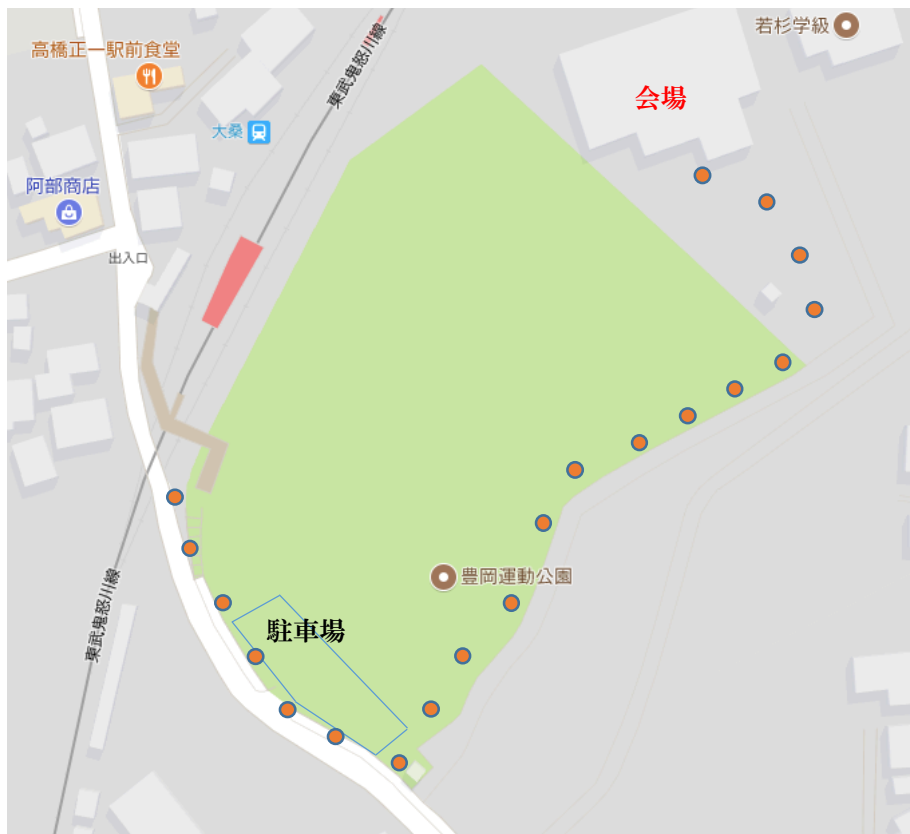 若杉学級
高橋正一駅前食堂
東武鬼怒川線
会場
大桑
阿部商店
出入口
豊岡運動公園
東武鬼怒川線
駐車場